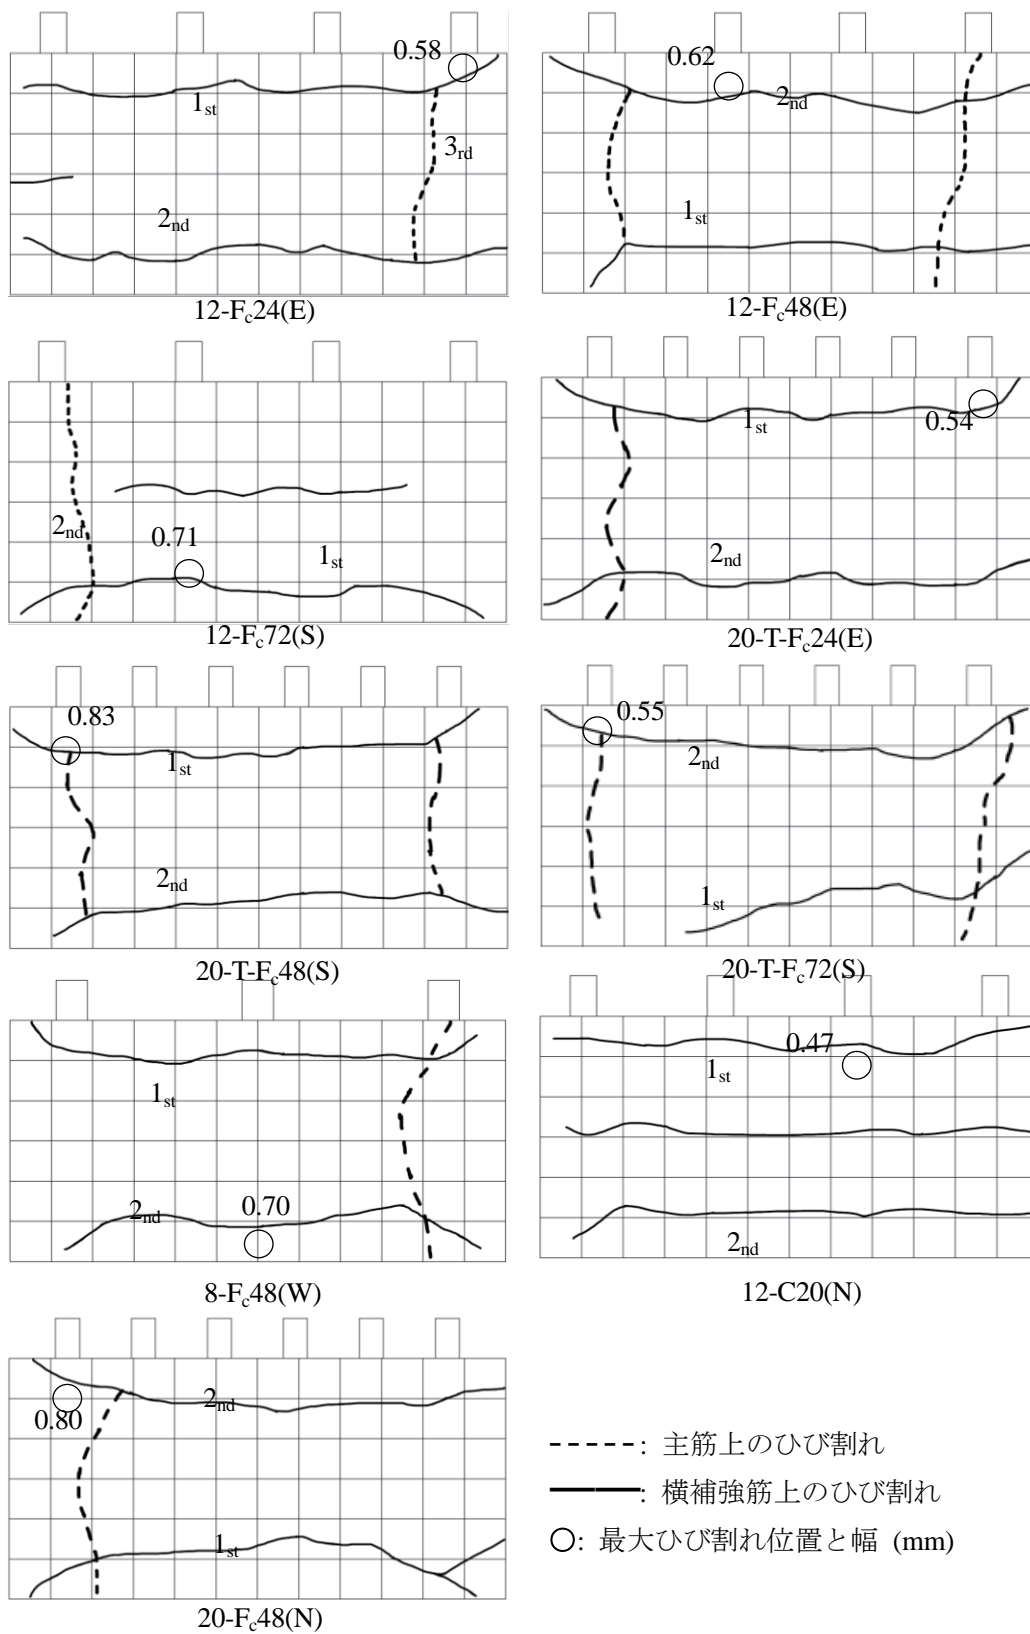 0.58
1st
3rd
2nd
12-Fc24(E)
0.62
2nd
1st
12-Fc48(E)
2nd
0.71
1st
12-Fc72(S)
1st
0.54
2nd
20-T-Fc24(E)
0.83
1st
2nd
20-T-Fc48(S)
0.55
2nd
1st
20-T-Fc72(S)
1st
2nd
0.70
8-Fc48(W)
0.47
1st
2nd
12-C20(N)
0.80
2nd
1st
20-Fc48(N)
: 主筋上のひび割れ
: 横補強筋上のひび割れ
○: 最大ひび割れ位置と幅 (mm)